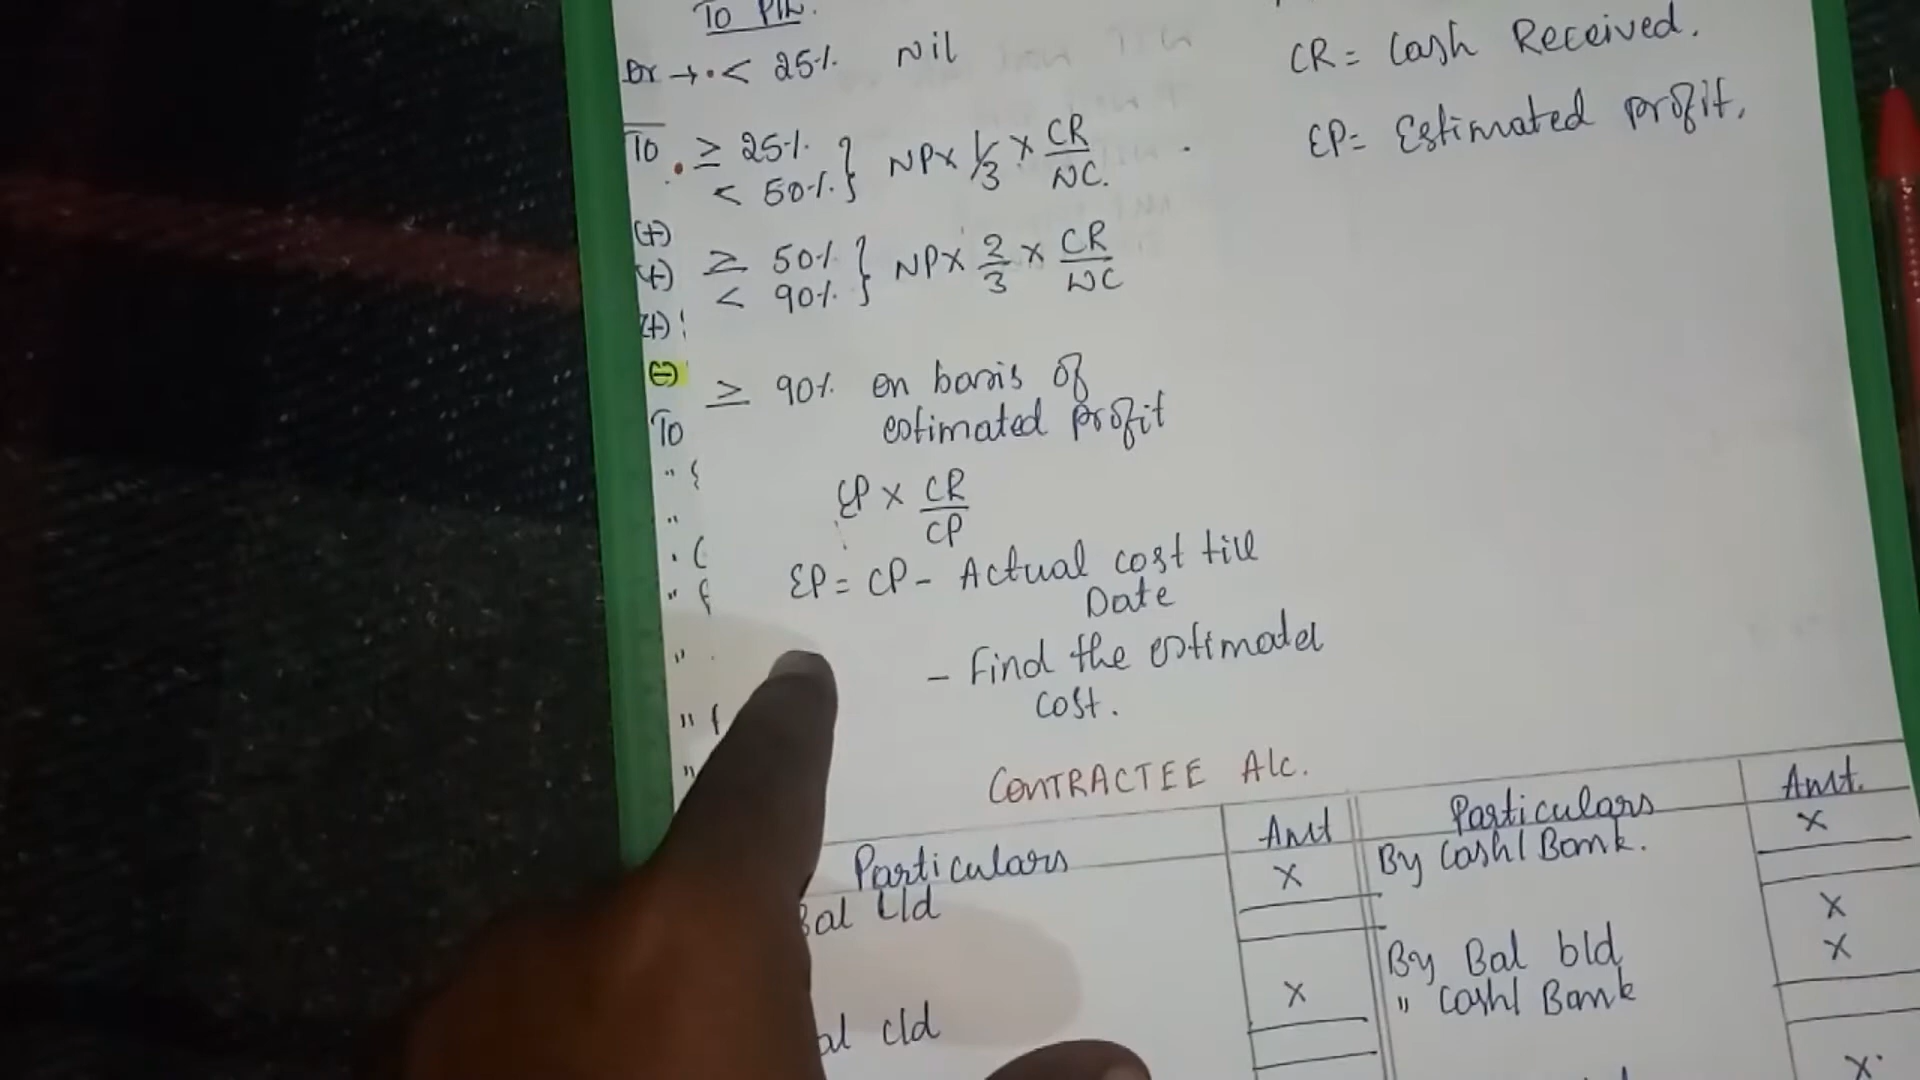 To P/L.
CR = Cash Received.
Dr → • < 25% Nil
EP = Estimated profit.
To • ≥ 25% } NP × 1/3 × CR/WC.
< 50% }
(+)
(+) ≥ 50% } NP × 2/3 × CR/WC
< 90% }
(+)
(-)
≥ 90% on basis of
estimated profit
To
EP × CR/CP
EP = CP - Actual cost till
Date
- Find the estimated
cost.
CONTRACTEE A/c.
Particulars Amt Particulars Amt.
Bal c/d X By Cash/Bank. X
X
By Bal b/d X
Bal c/d X " Cash/Bank
X